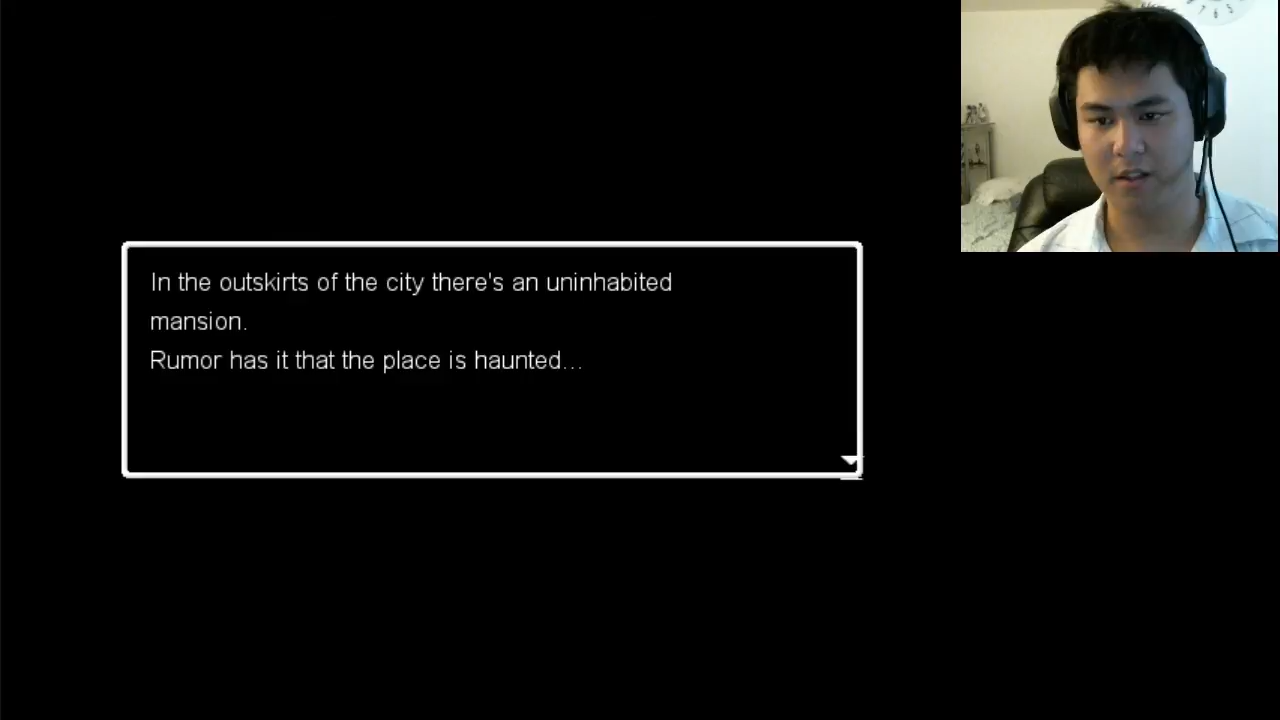 In the outskirts of the city there's an uninhabited
mansion.
Rumor has it that the place is haunted...